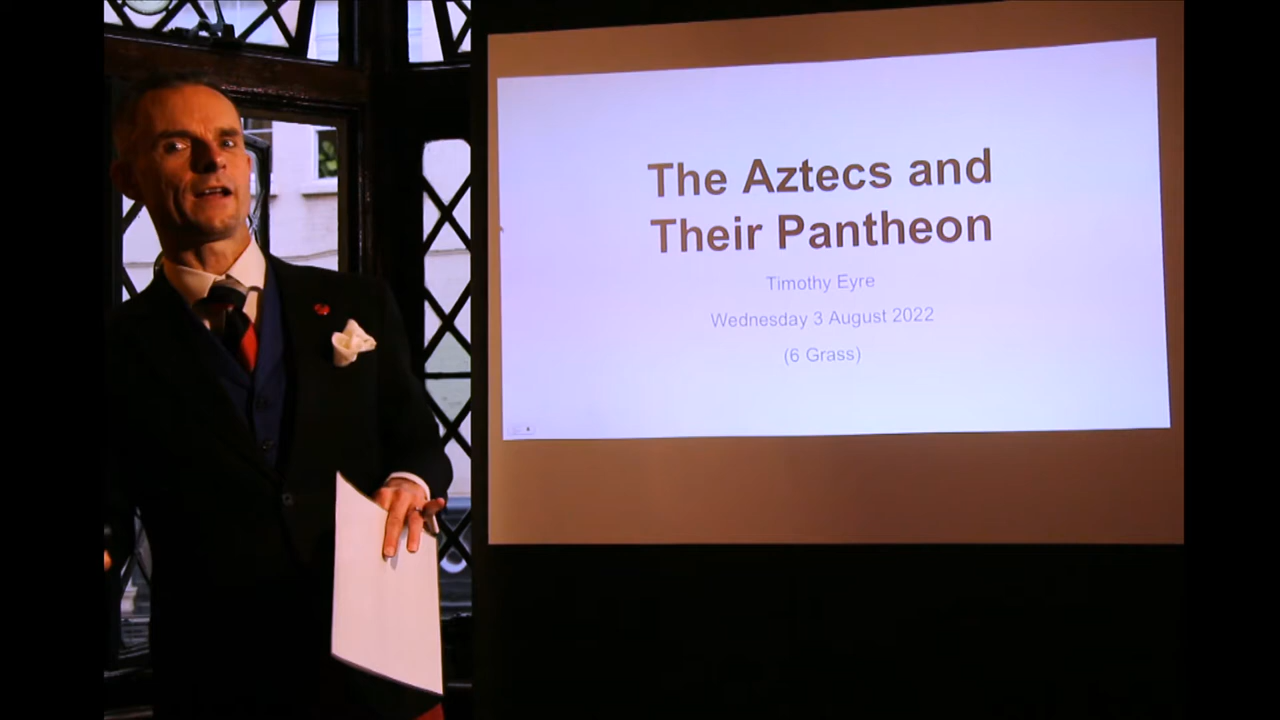 The Aztecs and
Their Pantheon
Timothy Eyre
Wednesday 3 August 2022
(6 Grass)